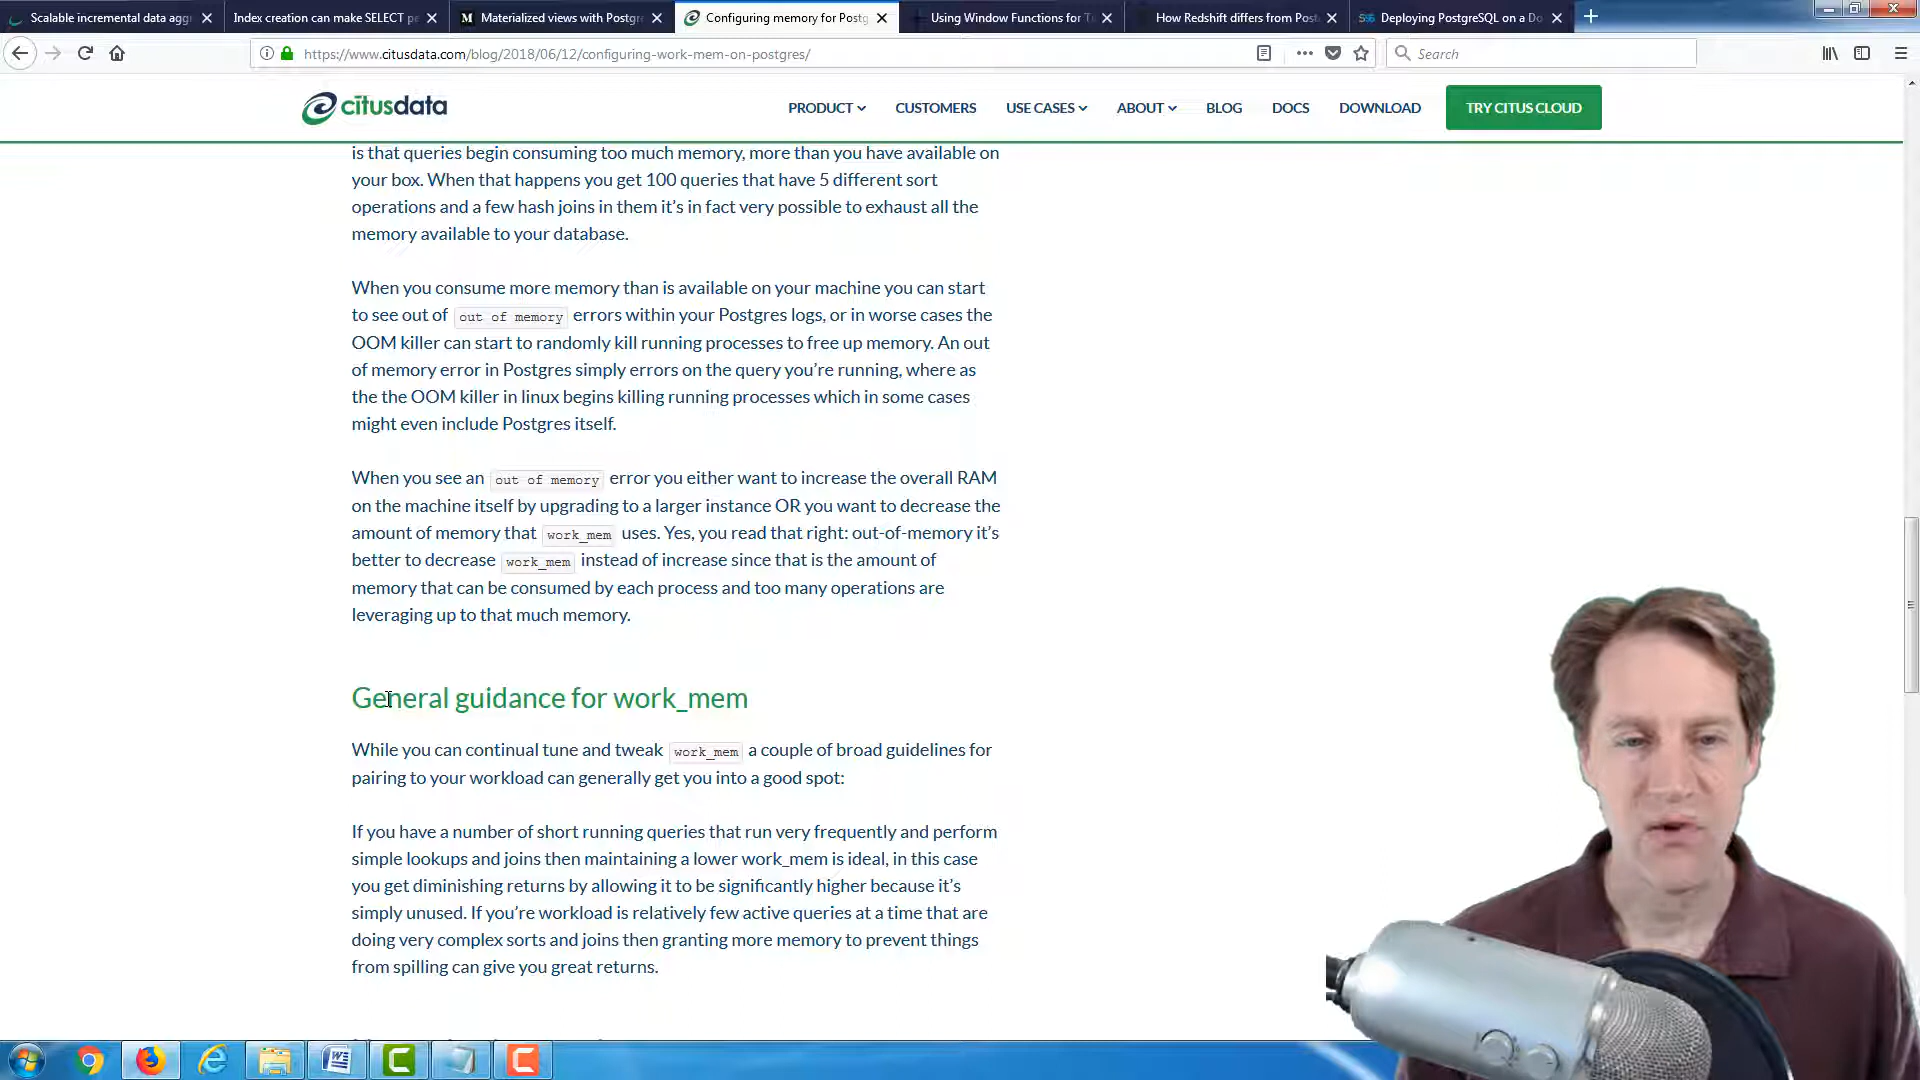 Scalable incremental data agg
Index creation can make SELECT pe
Materialized views with Postgre
Configuring memory for Postg
Using Window Functions for T
How Redshift differs from Post
Deploying PostgreSQL on a Do
https://www.citusdata.com/blog/2018/06/12/configuring-work-mem-on-postgres/
Search
citusdata
PRODUCT
CUSTOMERS
USE CASES
ABOUT
BLOG
DOCS
DOWNLOAD
TRY CITUS CLOUD
is that queries begin consuming too much memory, more than you have available on
your box. When that happens you get 100 queries that have 5 different sort
operations and a few hash joins in them it’s in fact very possible to exhaust all the
memory available to your database.
When you consume more memory than is available on your machine you can start
to see out of out of memory errors within your Postgres logs, or in worse cases the
OOM killer can start to randomly kill running processes to free up memory. An out
of memory error in Postgres simply errors on the query you’re running, where as
the the OOM killer in linux begins killing running processes which in some cases
might even include Postgres itself.
When you see an out of memory error you either want to increase the overall RAM
on the machine itself by upgrading to a larger instance OR you want to decrease the
amount of memory that work_mem uses. Yes, you read that right: out-of-memory it’s
better to decrease work_mem instead of increase since that is the amount of
memory that can be consumed by each process and too many operations are
leveraging up to that much memory.
General guidance for work_mem
While you can continual tune and tweak work_mem a couple of broad guidelines for
pairing to your workload can generally get you into a good spot:
If you have a number of short running queries that run very frequently and perform
simple lookups and joins then maintaining a lower work_mem is ideal, in this case
you get diminishing returns by allowing it to be significantly higher because it’s
simply unused. If you’re workload is relatively few active queries at a time that are
doing very complex sorts and joins then granting more memory to prevent things
from spilling can give you great returns.